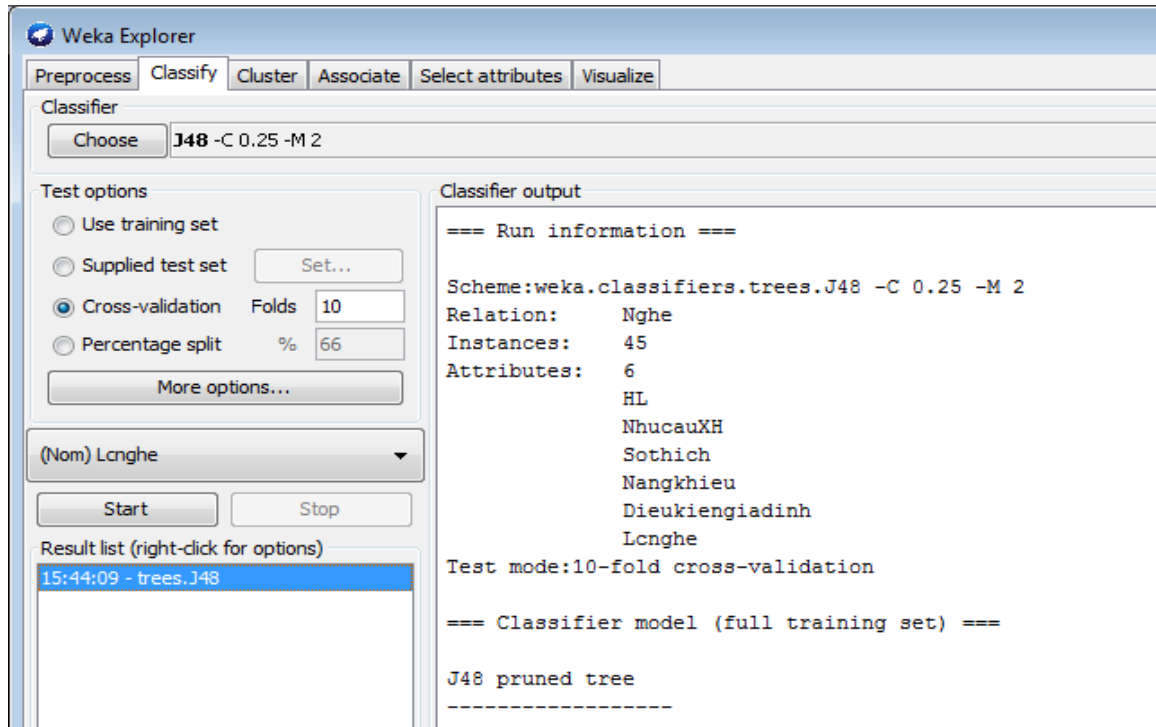 Weka Explorer
Preprocess Classify Cluster Associate Select attributes Visualize
Classifier
Choose J48 -C 0.25 -M 2
Test options
Use training set
Supplied test set Set...
Cross-validation Folds 10
Percentage split % 66
More options...
(Nom) Lcnghe
Start Stop
Result list (right-click for options)
15:44:09 - trees.J48
Classifier output
=== Run information ===
Scheme:weka.classifiers.trees.J48 -C 0.25 -M 2
Relation: Nghe
Instances: 45
Attributes: 6
HL
NhucauXH
Sothich
Nangkhieu
Dieukiengiadinh
Lcnghe
Test mode:10-fold cross-validation
=== Classifier model (full training set) ===
J48 pruned tree
------------------